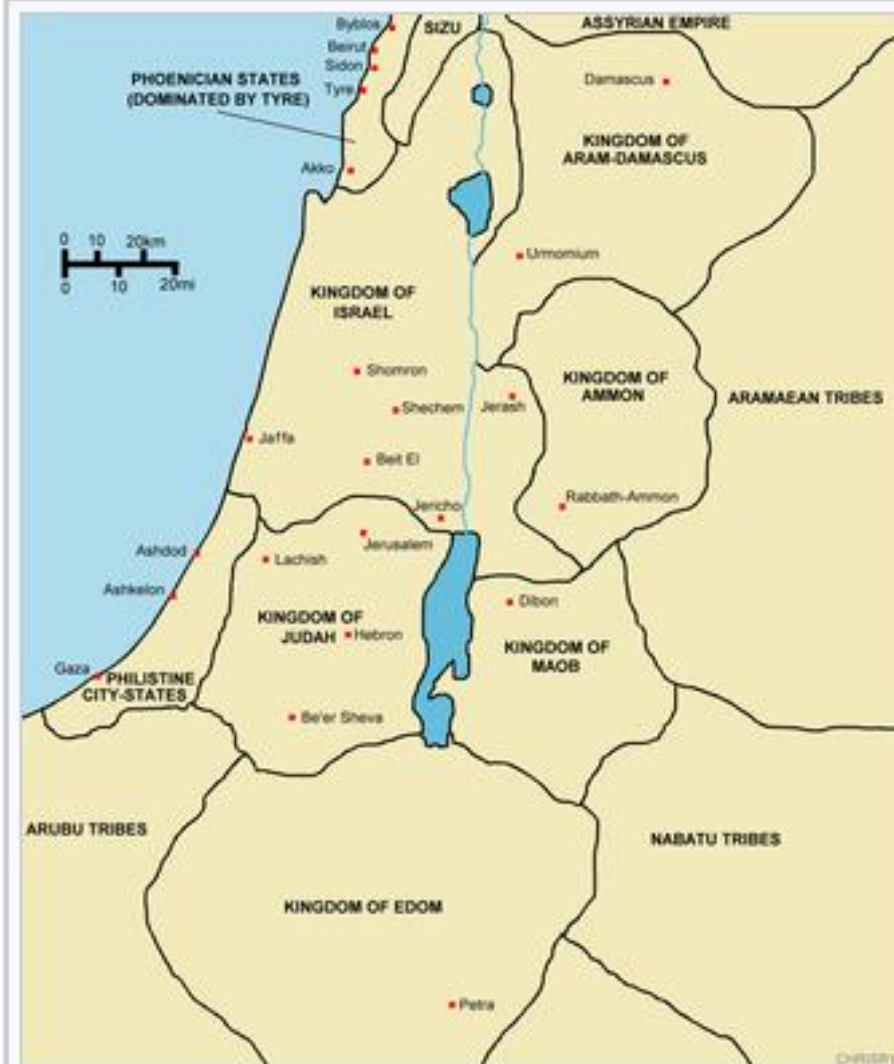 Byblos
SIZU
ASSYRIAN EMPIRE
Beirut
Sidon
PHOENICIAN STATES
(DOMINATED BY TYRE)
Tyre
Damascus
KINGDOM OF
ARAM-DAMASCUS
Akko
0 10 20km
0 10 20mi
Urmomium
KINGDOM OF
ISRAEL
Shomron
KINGDOM OF
AMMON
ARAMAEAN TRIBES
Shechem
Jerash
Jaffa
Beit El
Rabbath-Ammon
Jericho
Jerusalem
Ashdod
Lachish
Ashkelon
Dibon
KINGDOM OF
JUDAH
Hebron
KINGDOM OF
MAOB
Gaza
PHILISTINE
CITY-STATES
Be'er Sheva
ARUBU TRIBES
NABATU TRIBES
KINGDOM OF EDOM
Petra